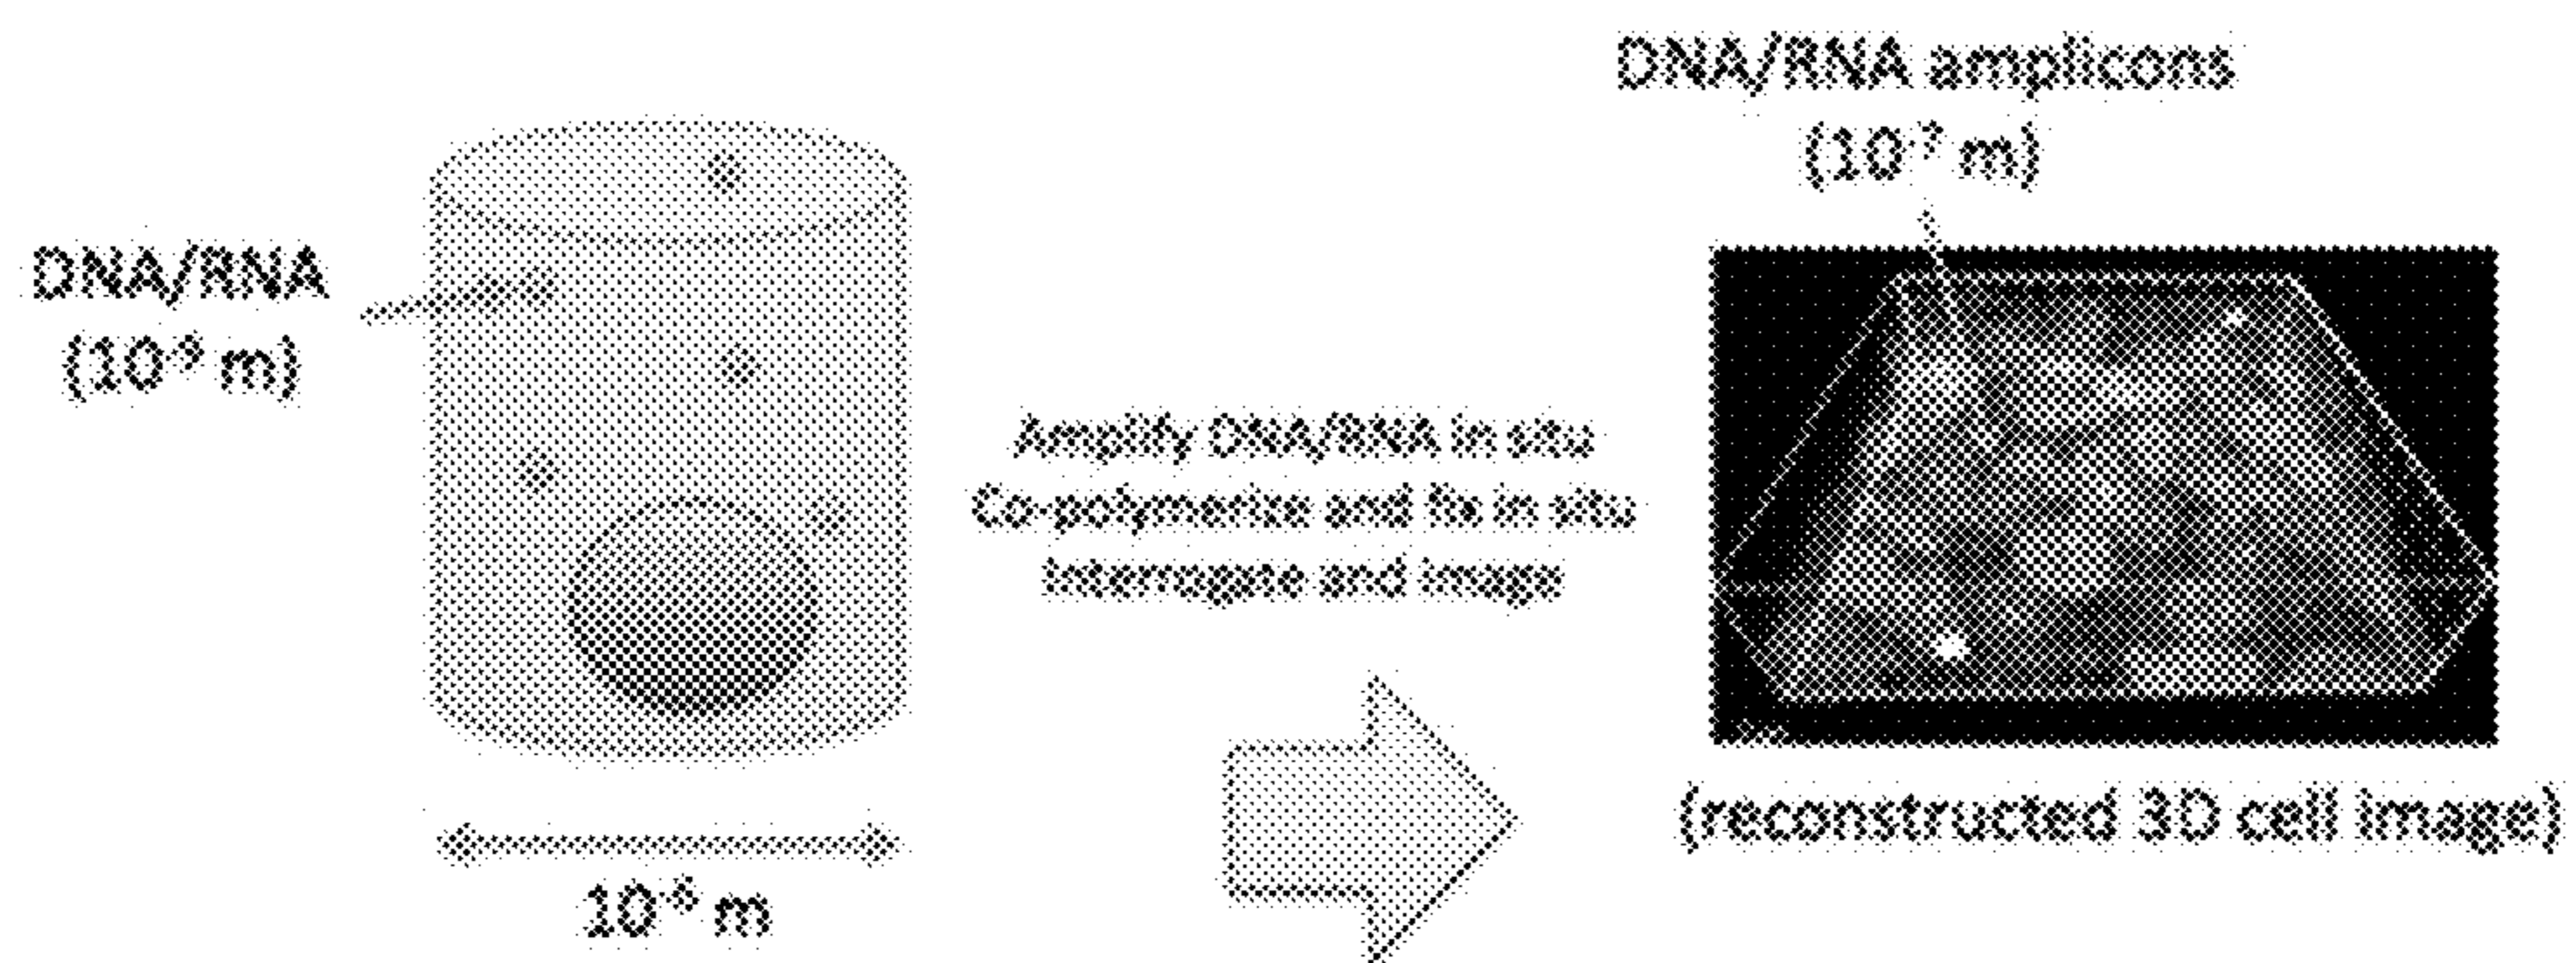 DNA/RNA
(10⁻⁹ m)
10⁻⁶ m
Amplify DNA/RNA in situ
Co-polymerize and fix in situ
Interrogate and image
DNA/RNA amplicons
(10⁻⁷ m)
(reconstructed 3D cell image)